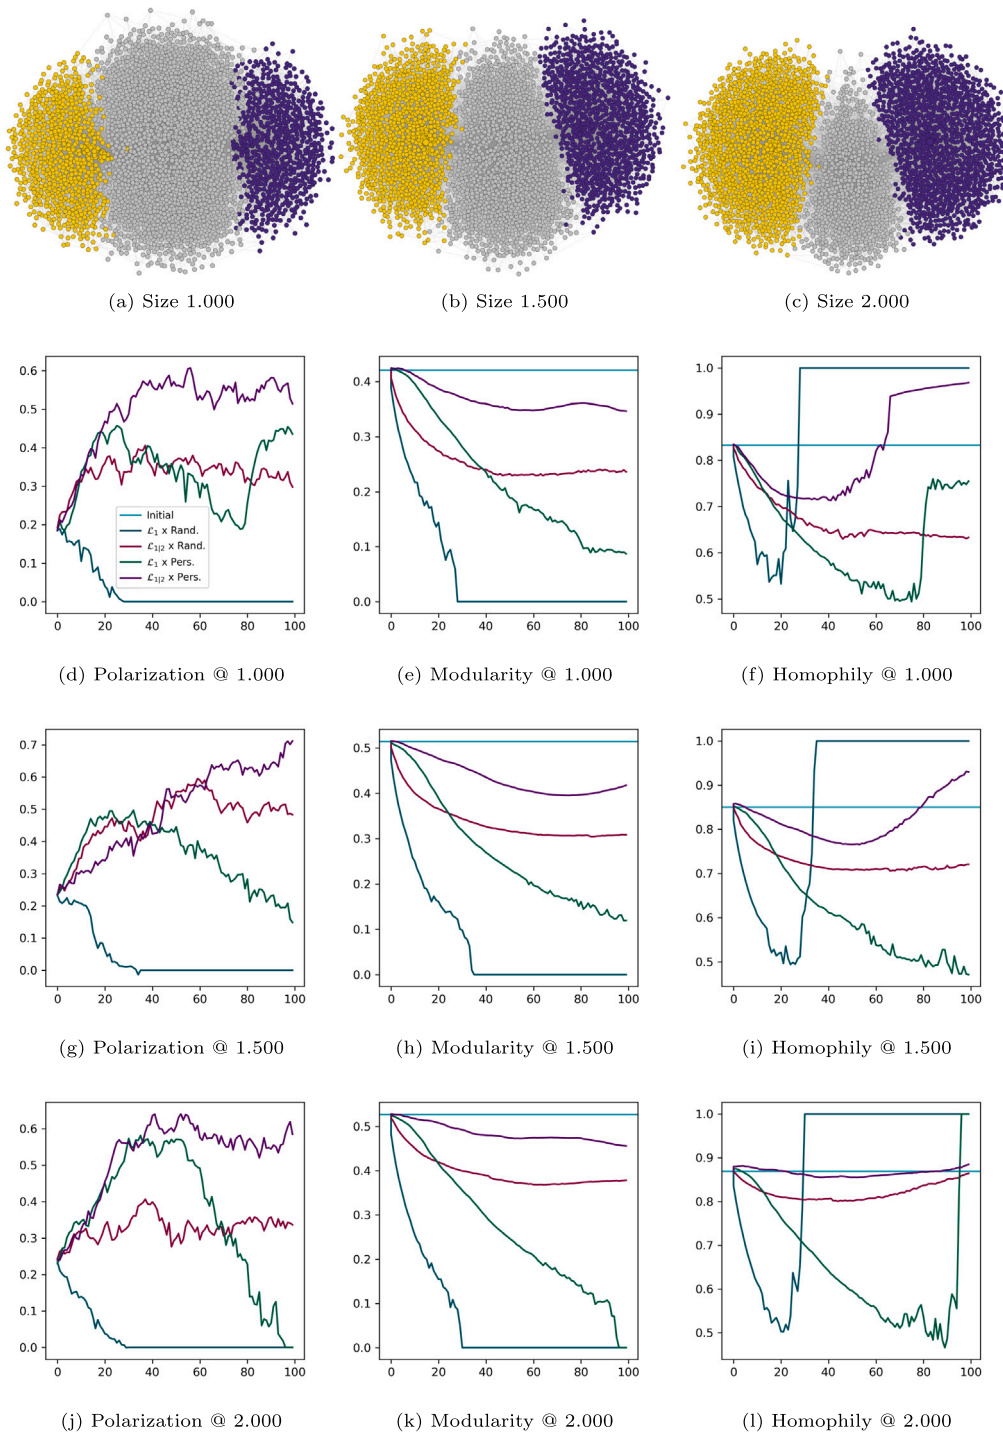 (a) Size 1.000
(b) Size 1.500
(c) Size 2.000
0.6
0.5
0.4
0.3
0.2
0.1
0.0
0 20 40 60 80 100
Initial
ℒ₁ x Rand.
ℒ₁|₂ x Rand.
ℒ₁ x Pers.
ℒ₁|₂ x Pers.
0.4
0.3
0.2
0.1
0.0
0 20 40 60 80 100
1.0
0.9
0.8
0.7
0.6
0.5
0 20 40 60 80 100
(d) Polarization @ 1.000
(e) Modularity @ 1.000
(f) Homophily @ 1.000
0.7
0.6
0.5
0.4
0.3
0.2
0.1
0.0
0 20 40 60 80 100
0.5
0.4
0.3
0.2
0.1
0.0
0 20 40 60 80 100
1.0
0.9
0.8
0.7
0.6
0.5
0 20 40 60 80 100
(g) Polarization @ 1.500
(h) Modularity @ 1.500
(i) Homophily @ 1.500
0.6
0.5
0.4
0.3
0.2
0.1
0.0
0 20 40 60 80 100
0.5
0.4
0.3
0.2
0.1
0.0
0 20 40 60 80 100
1.0
0.9
0.8
0.7
0.6
0.5
0 20 40 60 80 100
(j) Polarization @ 2.000
(k) Modularity @ 2.000
(l) Homophily @ 2.000